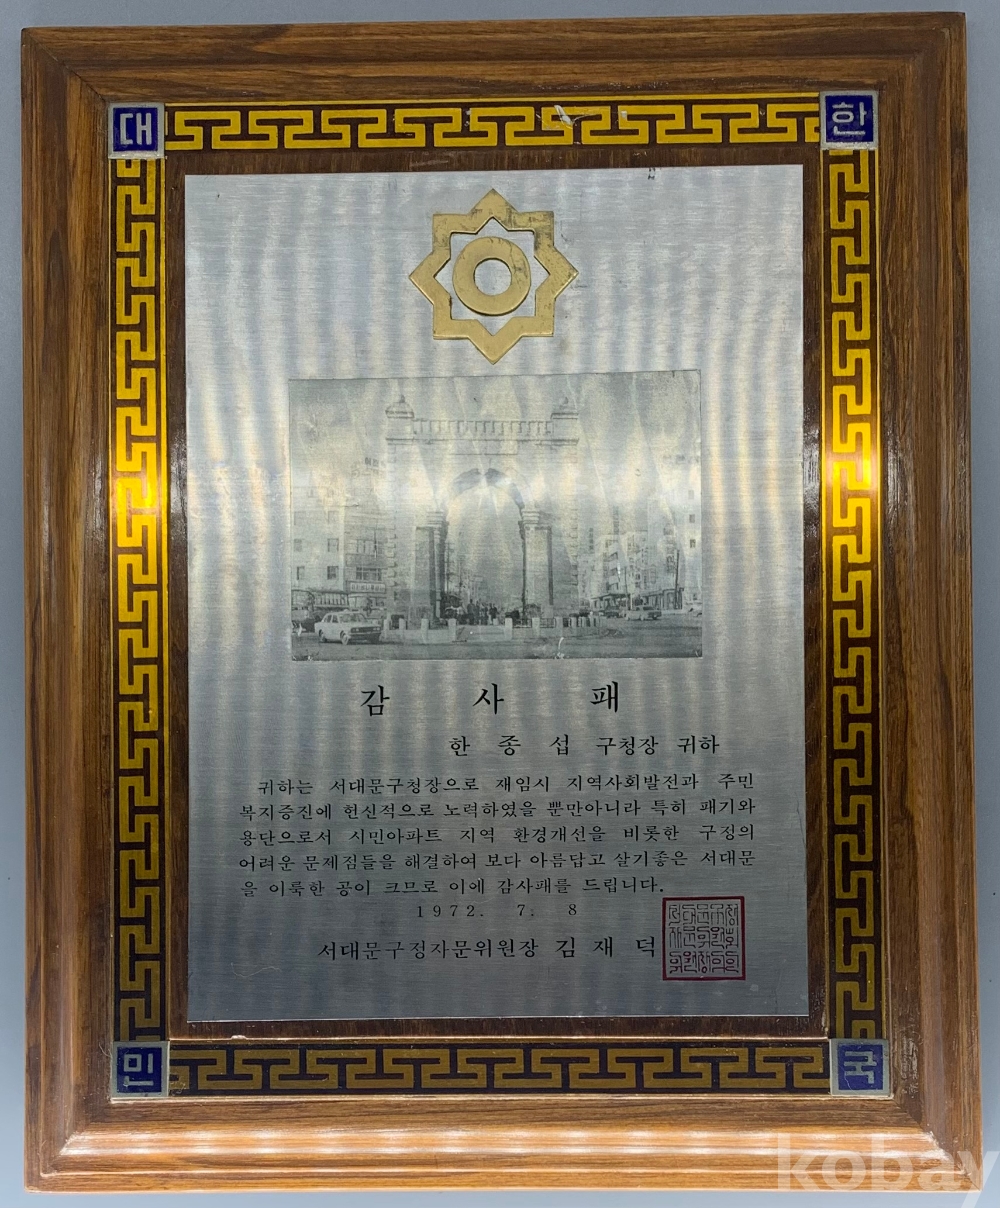 대 한
감 사 패
한 종 섭 구청장 귀하
귀하는 서대문구청장으로 재임시 지역사회발전과 주민
복지증진에 헌신적으로 노력하였을 뿐만아니라 특히 패기와
용단으로서 시민아파트 지역 환경개선을 비롯한 구정의
어려운 문제점들을 해결하여 보다 아름답고 살기좋은 서대문
을 이룩한 공이 크므로 이에 감사패를 드립니다.
1972. 7. 8
서대문구정자문위원장 김 재 덕
민 국
kobay